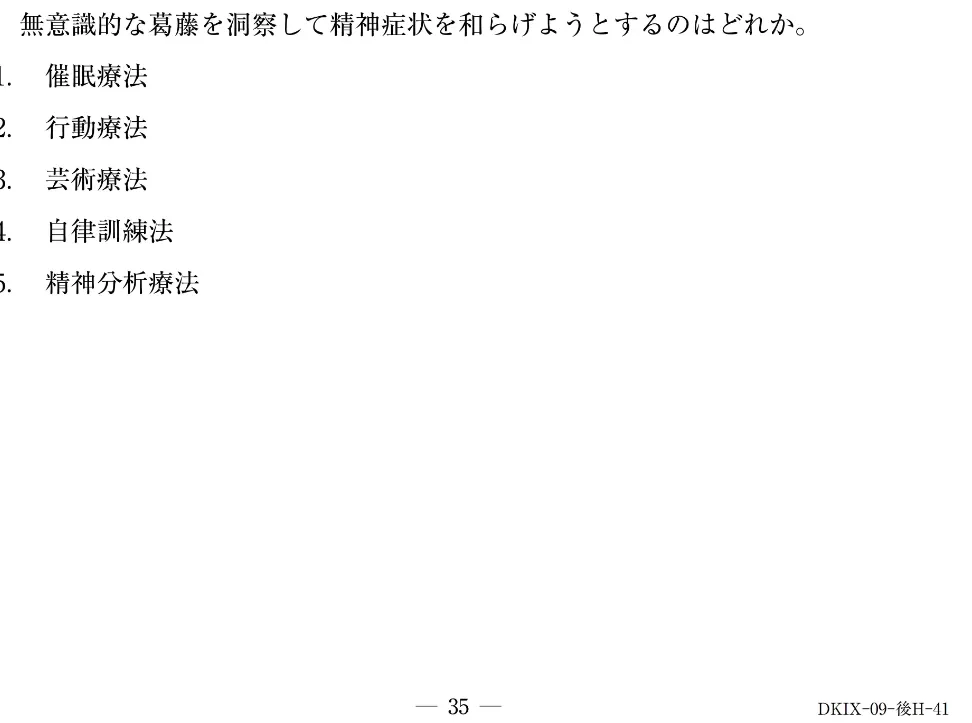 無意識的な葛藤を洞察して精神症状を和らげようとするのはどれか。
1. 催眠療法
2. 行動療法
3. 芸術療法
4. 自律訓練法
5. 精神分析療法
— 35 —
DKIX-09-後H-41